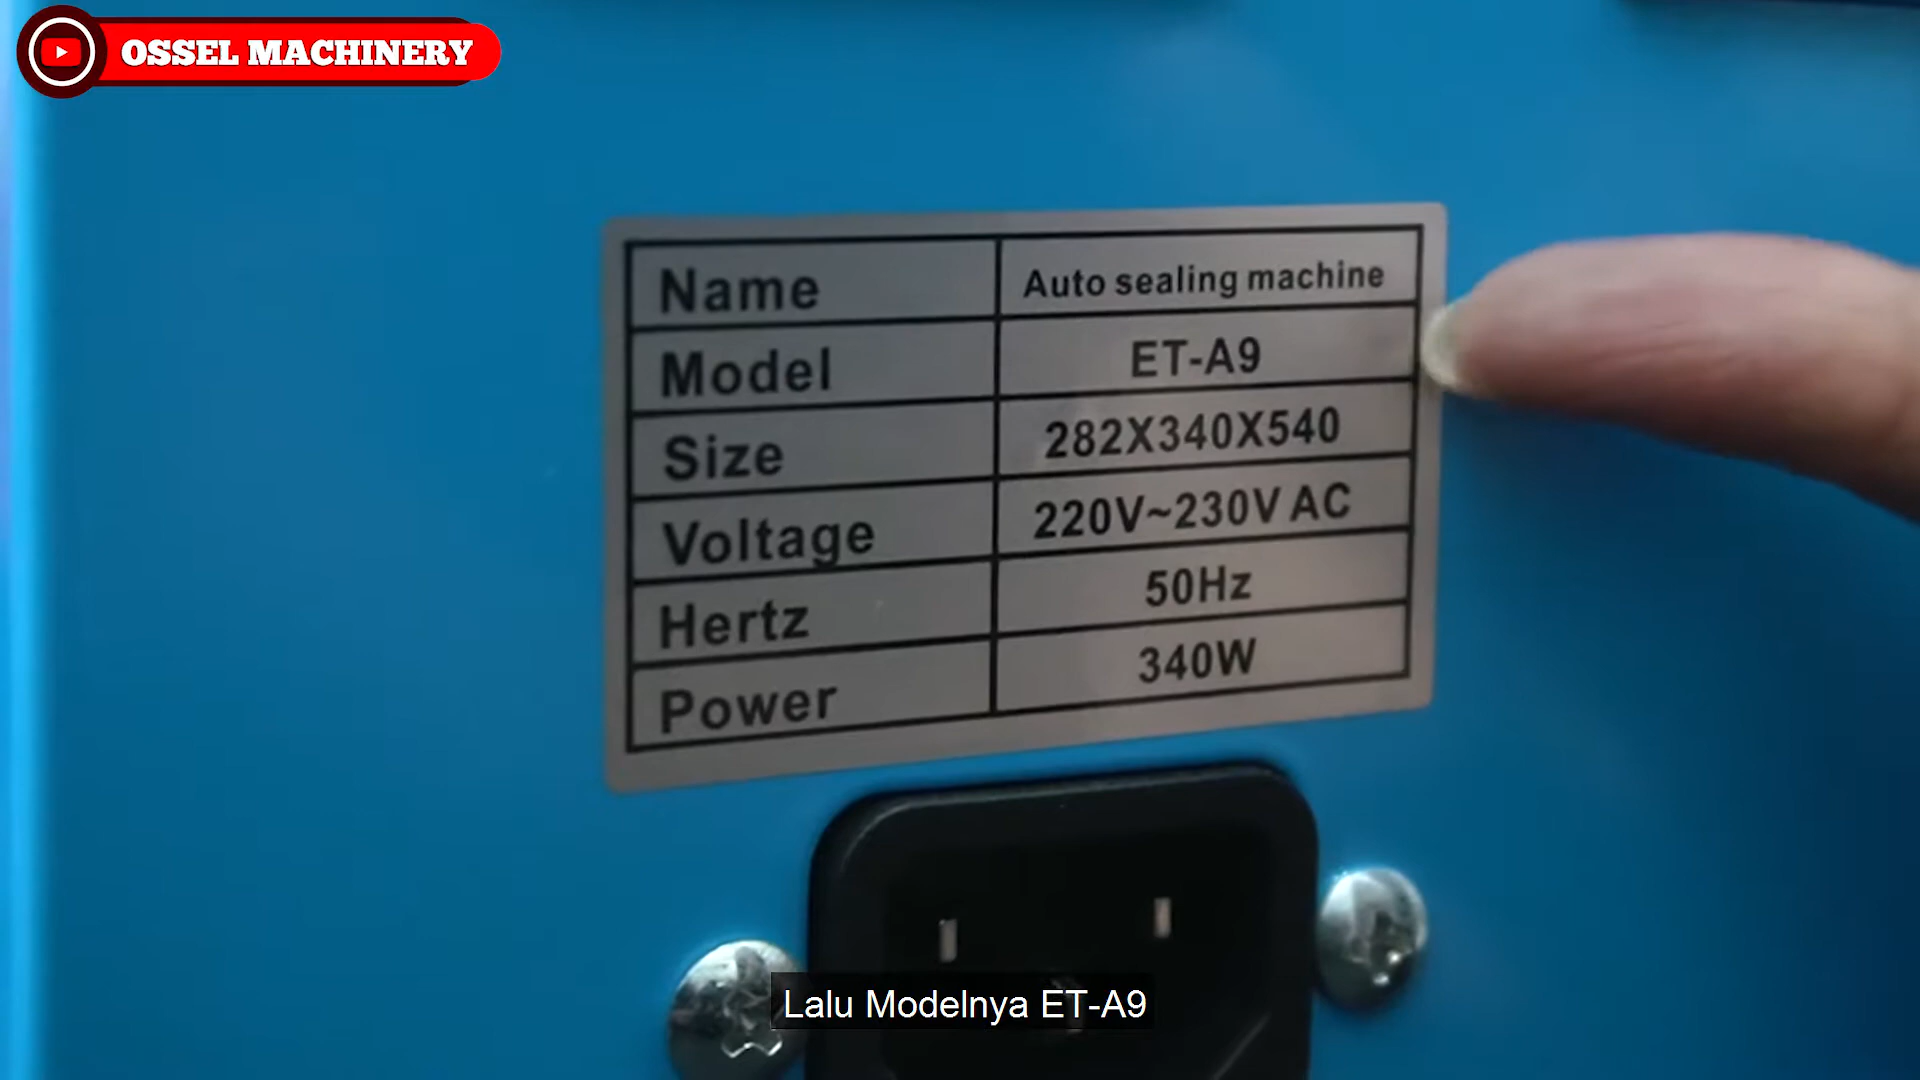 OSSEL MACHINERY
Name Auto sealing machine
Model ET-A9
Size 282X340X540
Voltage 220V~230V AC
Hertz 50Hz
Power 340W
Lalu Modelnya ET-A9